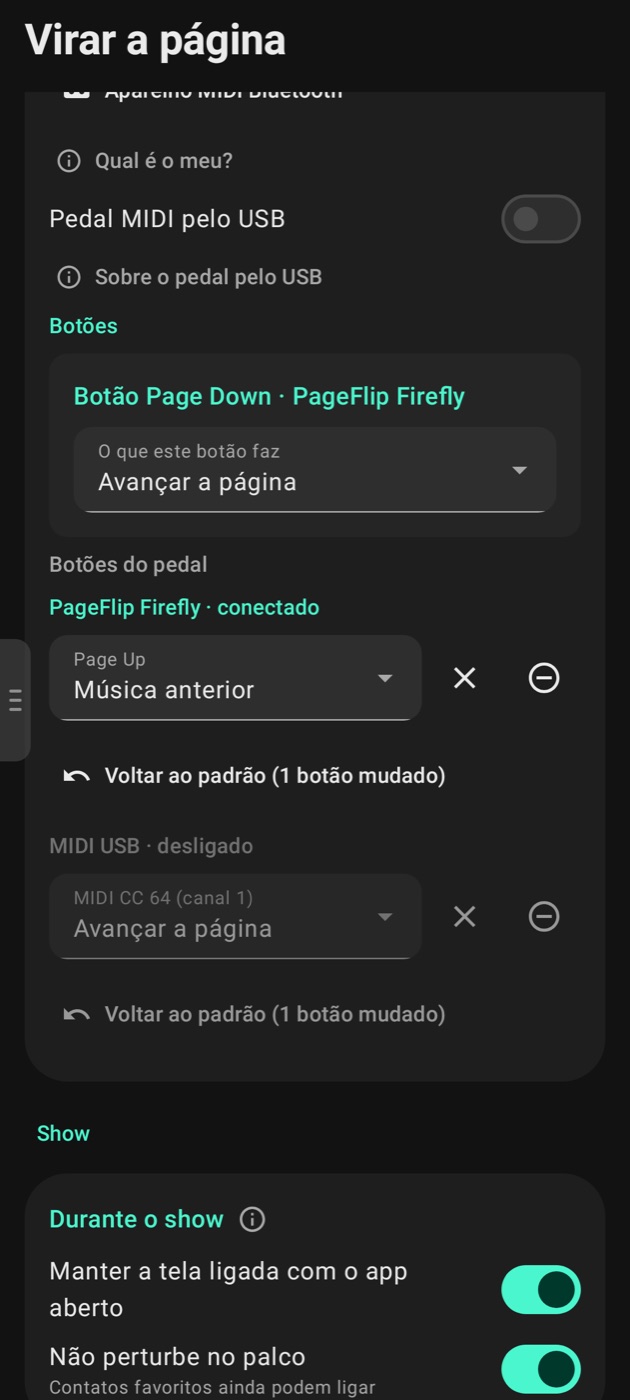 Virar a página
Aparelho MIDI Bluetooth
Qual é o meu?
Pedal MIDI pelo USB
Sobre o pedal pelo USB
Botões
Botão Page Down · PageFlip Firefly
O que este botão faz
Avançar a página
Botões do pedal
PageFlip Firefly · conectado
Page Up
Música anterior
Voltar ao padrão (1 botão mudado)
MIDI USB · desligado
MIDI CC 64 (canal 1)
Avançar a página
Voltar ao padrão (1 botão mudado)
Show
Durante o show
Manter a tela ligada com o app
aberto
Não perturbe no palco
Contatos favoritos ainda podem ligar